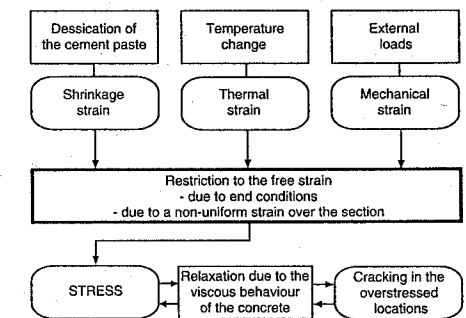 Dessication of
the cement paste
Temperature
change
External
loads
Shrinkage
strain
Thermal
strain
Mechanical
strain
Restriction to the free strain
- due to end conditions
- due to a non-uniform strain over the section
STRESS
Relaxation due to the
viscous behaviour
of the concrete
Cracking in the
overstressed
locations